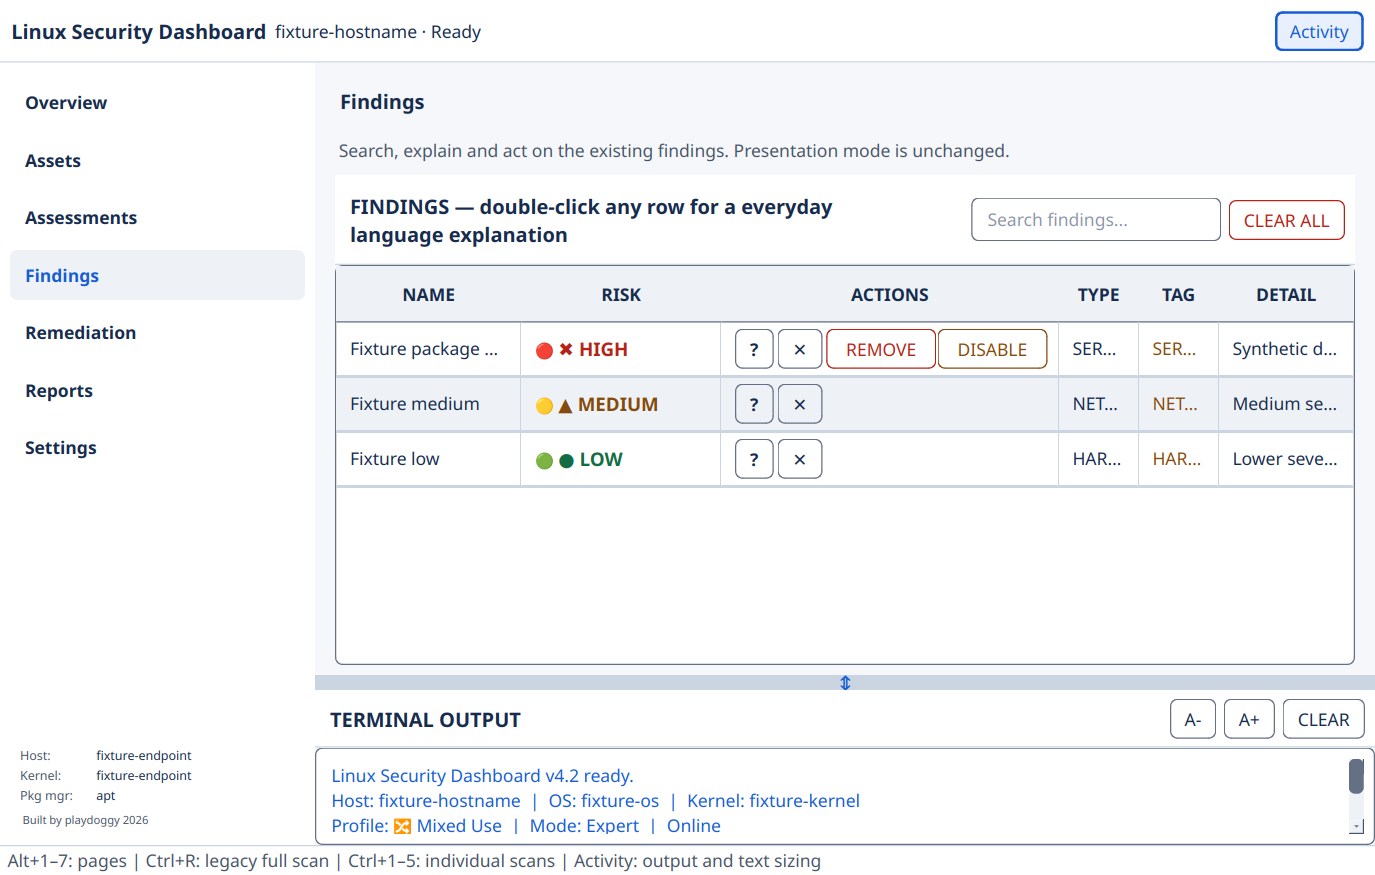 Linux Security Dashboard fixture-hostname · Ready
Activity
Overview
Assets
Assessments
Findings
Remediation
Reports
Settings
Host: fixture-endpoint
Kernel: fixture-endpoint
Pkg mgr: apt
Built by playdoggy 2026
Findings
Search, explain and act on the existing findings. Presentation mode is unchanged.
FINDINGS — double-click any row for a everyday
language explanation
Search findings...
CLEAR ALL
NAME RISK ACTIONS TYPE TAG DETAIL
Fixture package ... 🔴 ✖ HIGH ? × REMOVE DISABLE SER... SER... Synthetic d...
Fixture medium 🟡 ▲ MEDIUM ? × NET... NET... Medium se...
Fixture low 🟢 ● LOW ? × HAR... HAR... Lower seve...
TERMINAL OUTPUT
A- A+ CLEAR
Linux Security Dashboard v4.2 ready.
Host: fixture-hostname | OS: fixture-os | Kernel: fixture-kernel
Profile: 🔀 Mixed Use | Mode: Expert | Online
Alt+1–7: pages | Ctrl+R: legacy full scan | Ctrl+1–5: individual scans | Activity: output and text sizing